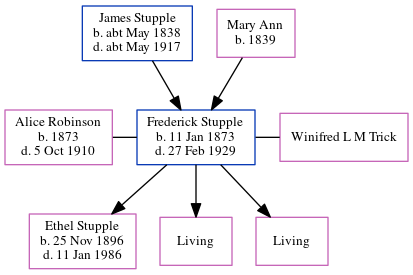 James Stupple
b. abt May 1838
d. abt May 1917
Mary Ann
b. 1839
Alice Robinson
b. 1873
d. 5 Oct 1910
Frederick Stupple
b. 11 Jan 1873
d. 27 Feb 1929
Winifred L M Trick
Ethel Stupple
b. 25 Nov 1896
d. 11 Jan 1986
Living
Living